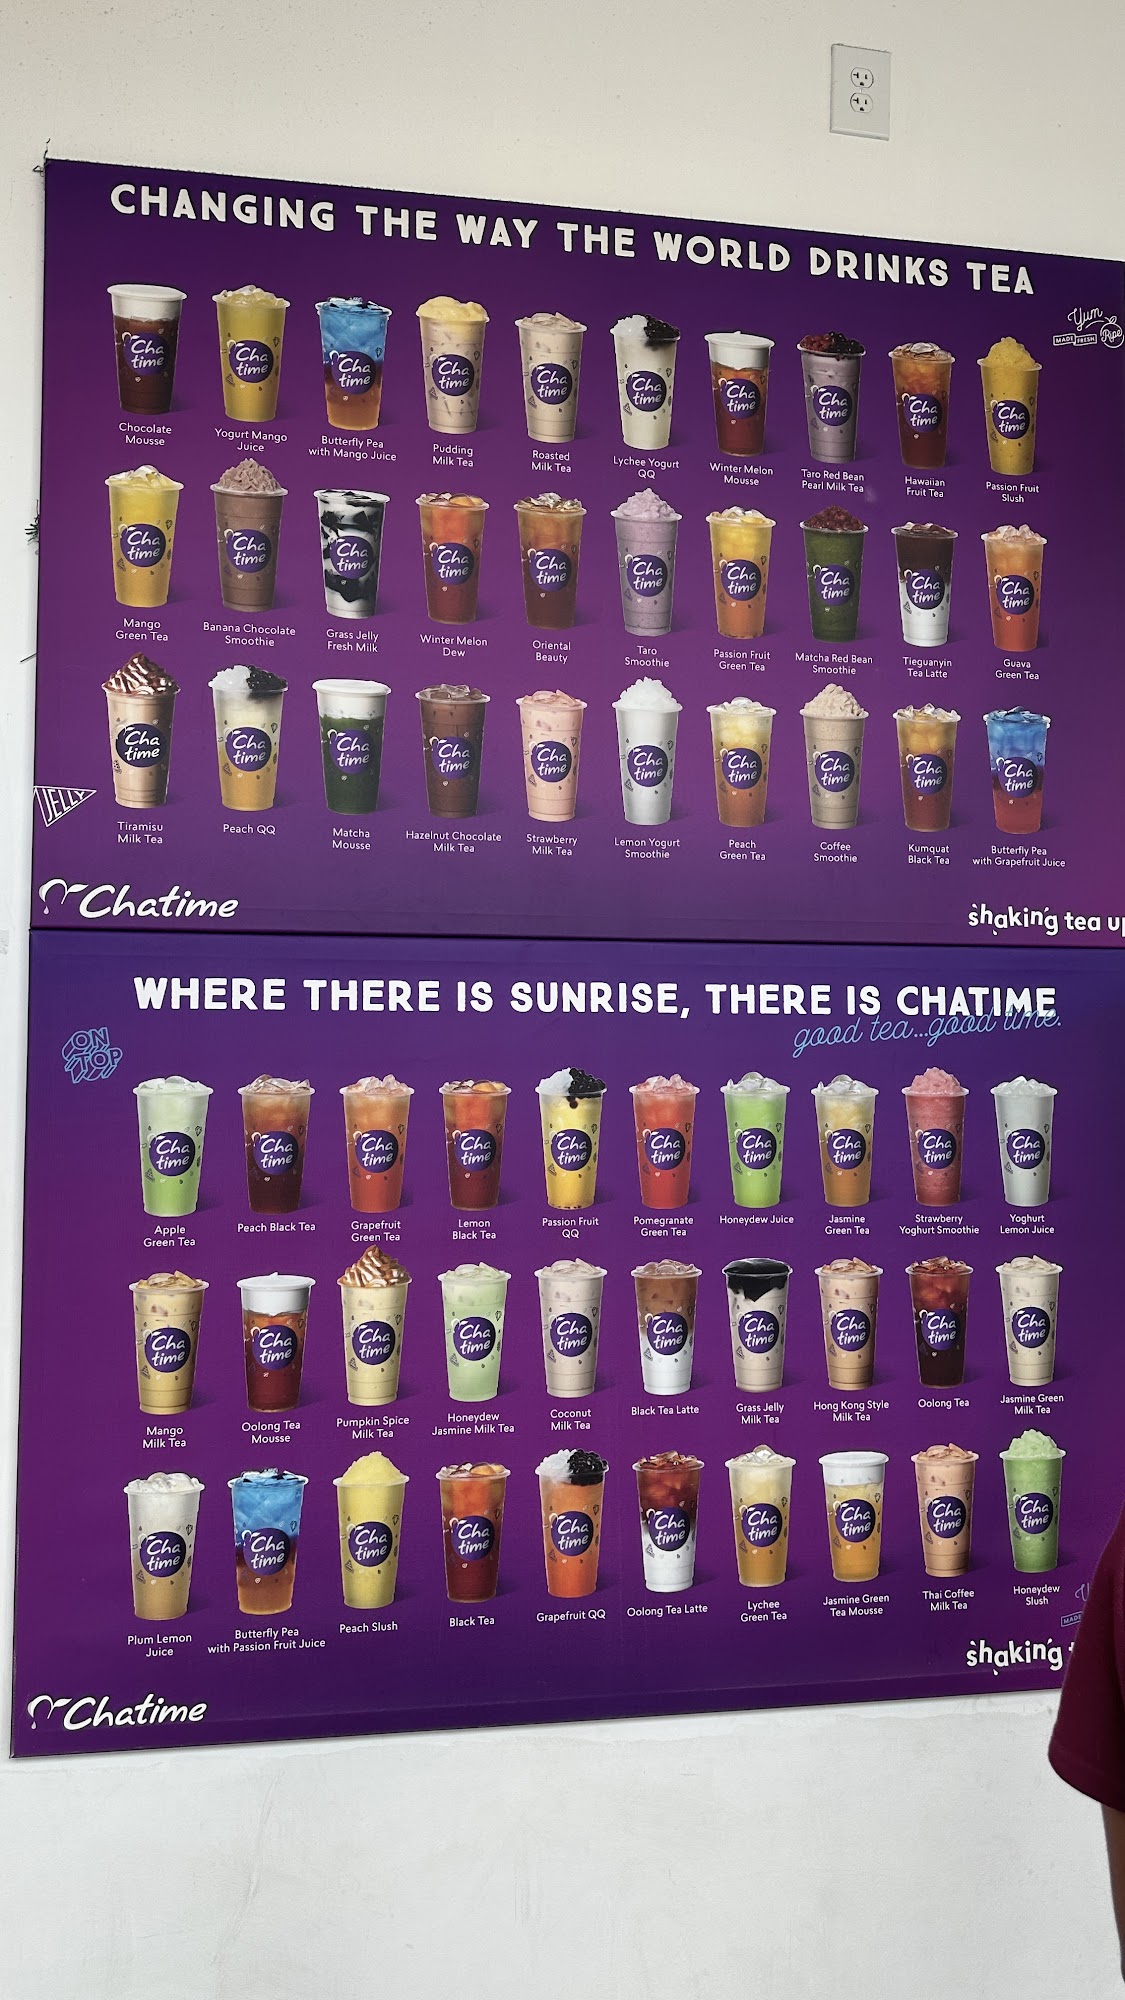 CHANGING THE WAY THE WORLD DRINKS TEA
Yum
MADE FRESH
Ripe
Chocolate
Mousse
Yogurt Mango
Juice
Butterfly Pea
with Mango Juice
Pudding
Milk Tea
Roasted
Milk Tea
Lychee Yogurt
QQ
Winter Melon
Mousse
Taro Red Bean
Pearl Milk Tea
Hawaiian
Fruit Tea
Passion Fruit
Slush
Mango
Green Tea
Banana Chocolate
Smoothie
Grass Jelly
Fresh Milk
Winter Melon
Dew
Oriental
Beauty
Taro
Smoothie
Passion Fruit
Green Tea
Matcha Red Bean
Smoothie
Tieguanyin
Tea Latte
Guava
Green Tea
JELLY
Tiramisu
Milk Tea
Peach QQ
Matcha
Mousse
Hazelnut Chocolate
Milk Tea
Strawberry
Milk Tea
Lemon Yogurt
Smoothie
Peach
Green Tea
Coffee
Smoothie
Kumquat
Black Tea
Butterfly Pea
with Grapefruit Juice
Chatime
shaking tea up
WHERE THERE IS SUNRISE, THERE IS CHATIME
good tea...good time.
ON
TOP
Apple
Green Tea
Peach Black Tea
Grapefruit
Green Tea
Lemon
Black Tea
Passion Fruit
QQ
Pomegranate
Green Tea
Honeydew Juice
Jasmine
Green Tea
Strawberry
Yoghurt Smoothie
Yoghurt
Lemon Juice
Mango
Milk Tea
Oolong Tea
Mousse
Pumpkin Spice
Milk Tea
Honeydew
Jasmine Milk Tea
Coconut
Milk Tea
Black Tea Latte
Grass Jelly
Milk Tea
Hong Kong Style
Milk Tea
Oolong Tea
Jasmine Green
Milk Tea
Plum Lemon
Juice
Butterfly Pea
with Passion Fruit Juice
Peach Slush
Black Tea
Grapefruit QQ
Oolong Tea Latte
Lychee
Green Tea
Jasmine Green
Tea Mousse
Thai Coffee
Milk Tea
Honeydew
Slush
MADE
shaking
Chatime